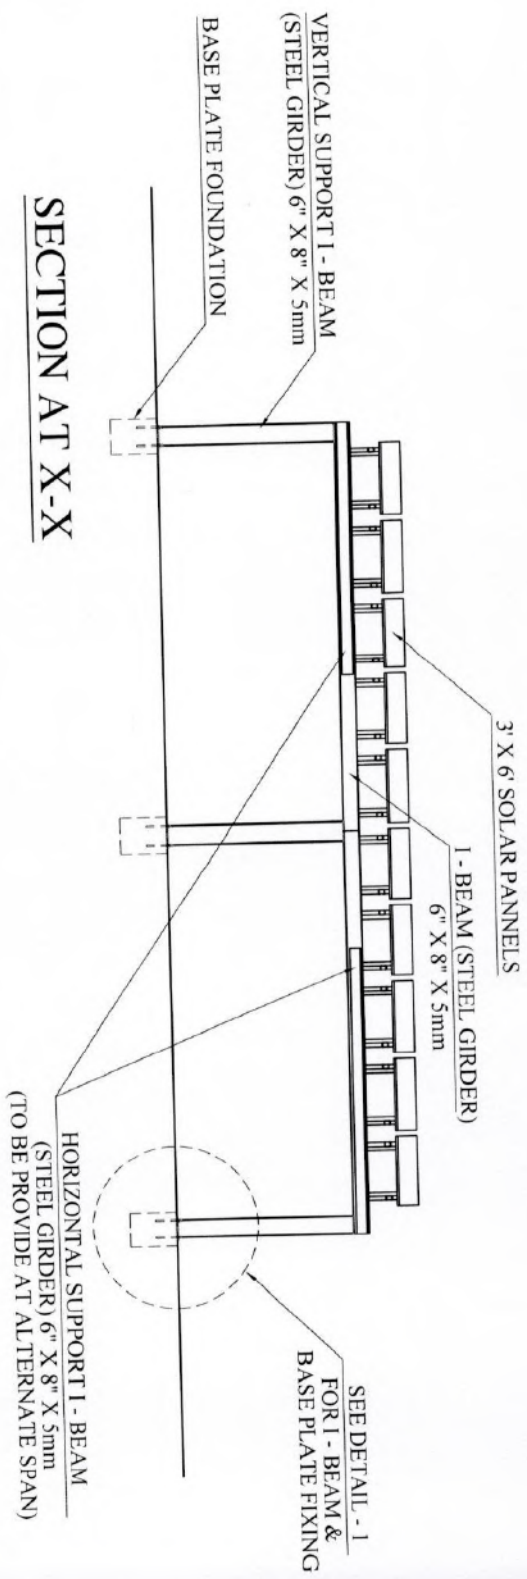 3' X 6' SOLAR PANNELS
I - BEAM (STEEL GIRDER)
6" X 8" X 5mm
VERTICAL SUPPORT I - BEAM
(STEEL GIRDER) 6" X 8" X 5mm
BASE PLATE FOUNDATION
SEE DETAIL - 1
FOR I - BEAM &
BASE PLATE FIXING
HORIZONTAL SUPPORT I - BEAM
(STEEL GIRDER) 6" X 8" X 5mm
(TO BE PROVIDE AT ALTERNATE SPAN)
SECTION AT X-X